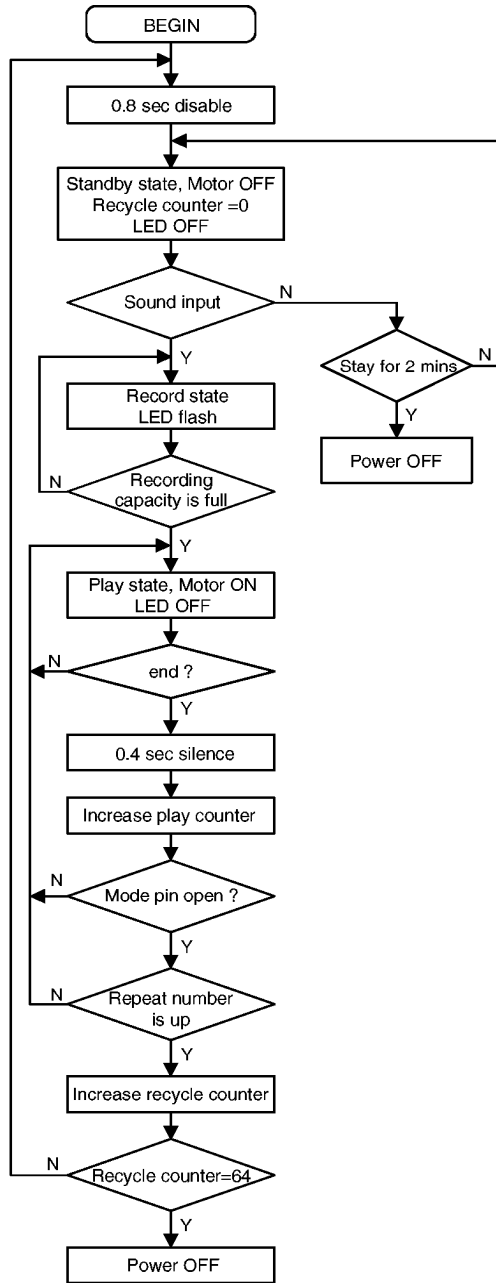 BEGIN
0.8 sec disable
Standby state, Motor OFF
Recycle counter =0
LED OFF
Sound input
N
Y
Stay for 2 mins
N
Y
Power OFF
Record state
LED flash
Recording
capacity is full
N
Y
Play state, Motor ON
LED OFF
end ?
N
Y
0.4 sec silence
Increase play counter
Mode pin open ?
N
Y
Repeat number
is up
N
Y
Increase recycle counter
Recycle counter=64
N
Y
Power OFF